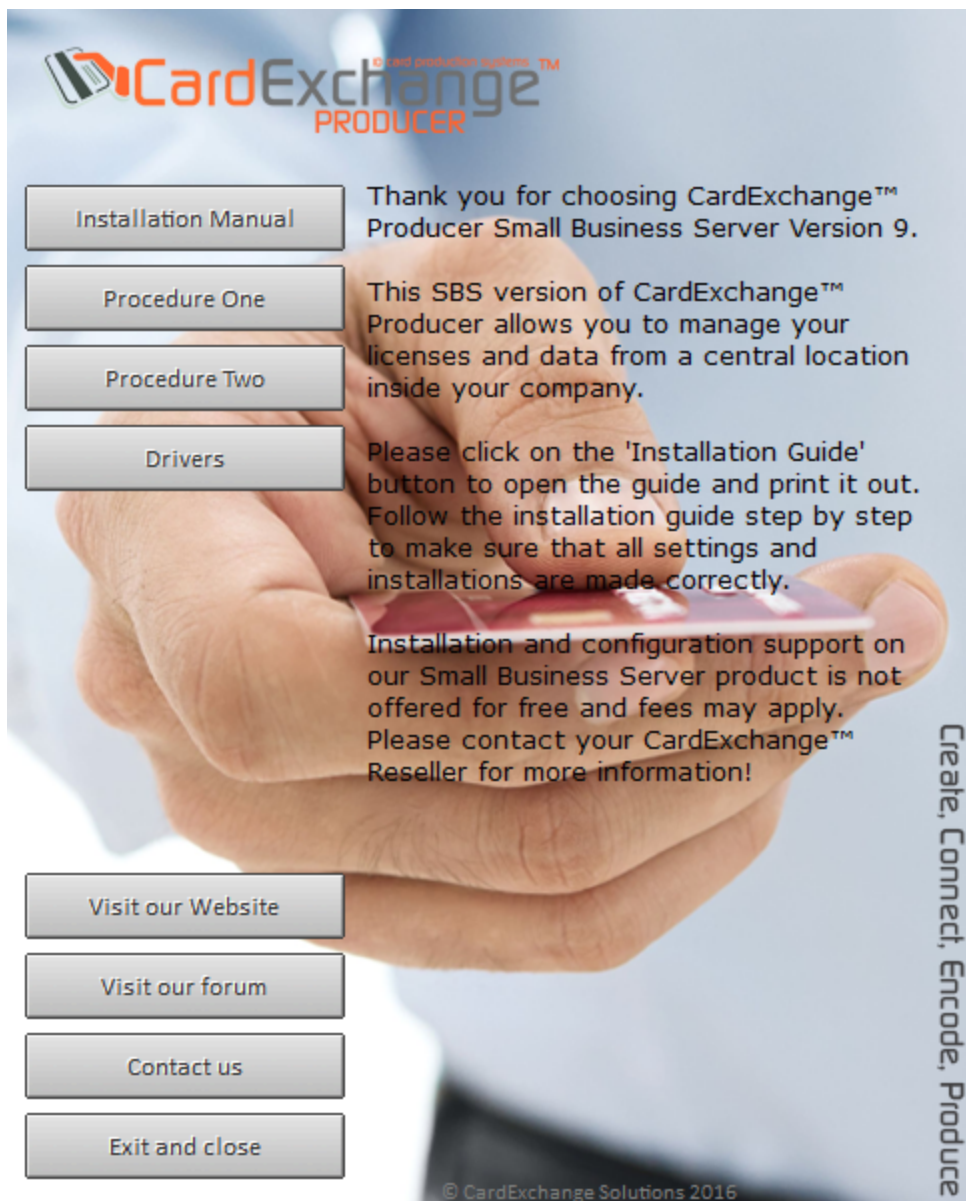 id card production systems TM
CardExchange
PRODUCER
Installation Manual
Procedure One
Procedure Two
Drivers
Thank you for choosing CardExchange™
Producer Small Business Server Version 9.
This SBS version of CardExchange™
Producer allows you to manage your
licenses and data from a central location
inside your company.
Please click on the 'Installation Guide'
button to open the guide and print it out.
Follow the installation guide step by step
to make sure that all settings and
installations are made correctly.
Installation and configuration support on
our Small Business Server product is not
offered for free and fees may apply.
Please contact your CardExchange™
Reseller for more information!
Visit our Website
Visit our forum
Contact us
Exit and close
Create, Connect, Encode, Produce
© CardExchange Solutions 2016